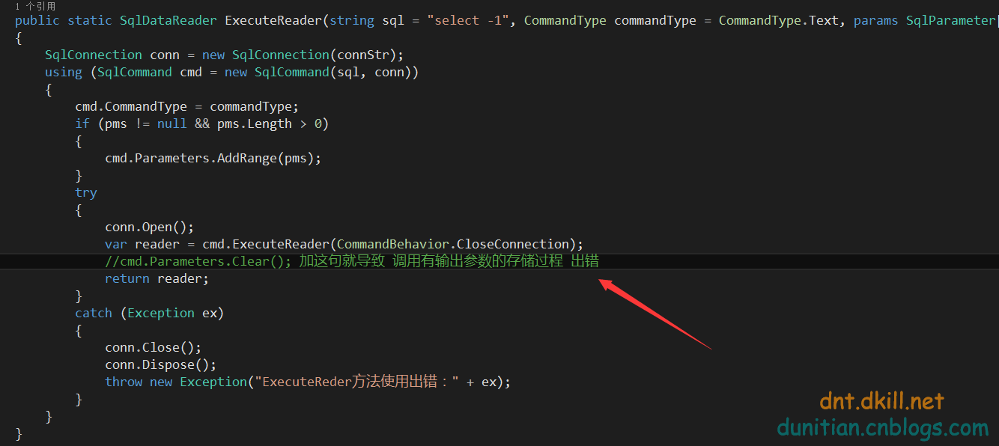 1 个引用
public static SqlDataReader ExecuteReader(string sql = "select -1", CommandType commandType = CommandType.Text, params SqlParameter
{
SqlConnection conn = new SqlConnection(connStr);
using (SqlCommand cmd = new SqlCommand(sql, conn))
{
cmd.CommandType = commandType;
if (pms != null && pms.Length > 0)
{
cmd.Parameters.AddRange(pms);
}
try
{
conn.Open();
var reader = cmd.ExecuteReader(CommandBehavior.CloseConnection);
//cmd.Parameters.Clear(); 加这句就导致 调用有输出参数的存储过程 出错
return reader;
}
catch (Exception ex)
{
conn.Close();
conn.Dispose();
throw new Exception("ExecuteReder方法使用出错：" + ex);
}
}
}
dnt.dkill.net
dunitian.cnblogs.com